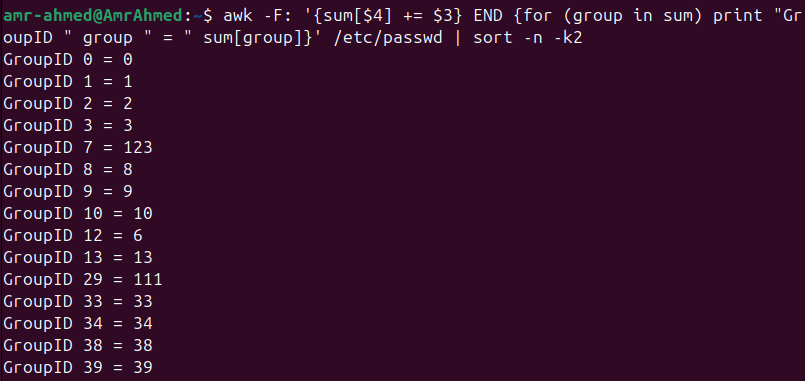 amr-ahmed@AmrAhmed:~$ awk -F: '{sum[$4] += $3} END {for (group in sum) print "Gr
oupID " group " = " sum[group]}' /etc/passwd | sort -n -k2
GroupID 0 = 0
GroupID 1 = 1
GroupID 2 = 2
GroupID 3 = 3
GroupID 7 = 123
GroupID 8 = 8
GroupID 9 = 9
GroupID 10 = 10
GroupID 12 = 6
GroupID 13 = 13
GroupID 29 = 111
GroupID 33 = 33
GroupID 34 = 34
GroupID 38 = 38
GroupID 39 = 39